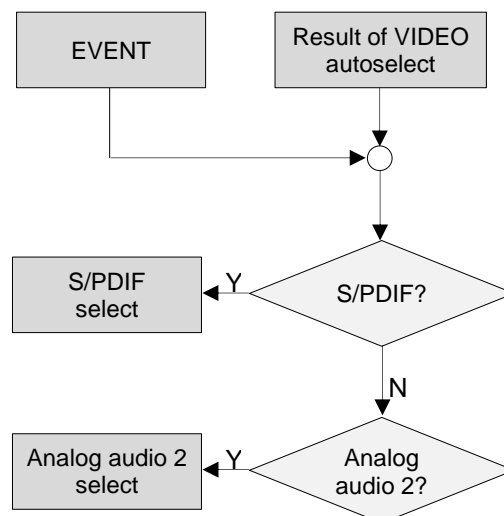 EVENT
Result of VIDEO
autoselect
S/PDIF
select
Y
S/PDIF?
N
Analog audio 2
select
Y
Analog
audio 2?